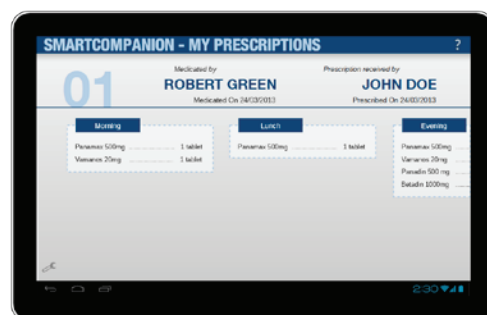 SMARTCOMPANION - MY PRESCRIPTIONS ?
01
Medicated by
ROBERT GREEN
Medicated On 24/03/2013
Prescription received by
JOHN DOE
Prescribed On 24/03/2013
Morning
Panamax 500mg 1 tablet
Vamanos 20mg 1 tablet
Lunch
Panamax 500mg 1 tablet
Evening
Panamax 500mg
Vamanos 20mg
Panadin 500 mg
Betadin 1000mg
2:30